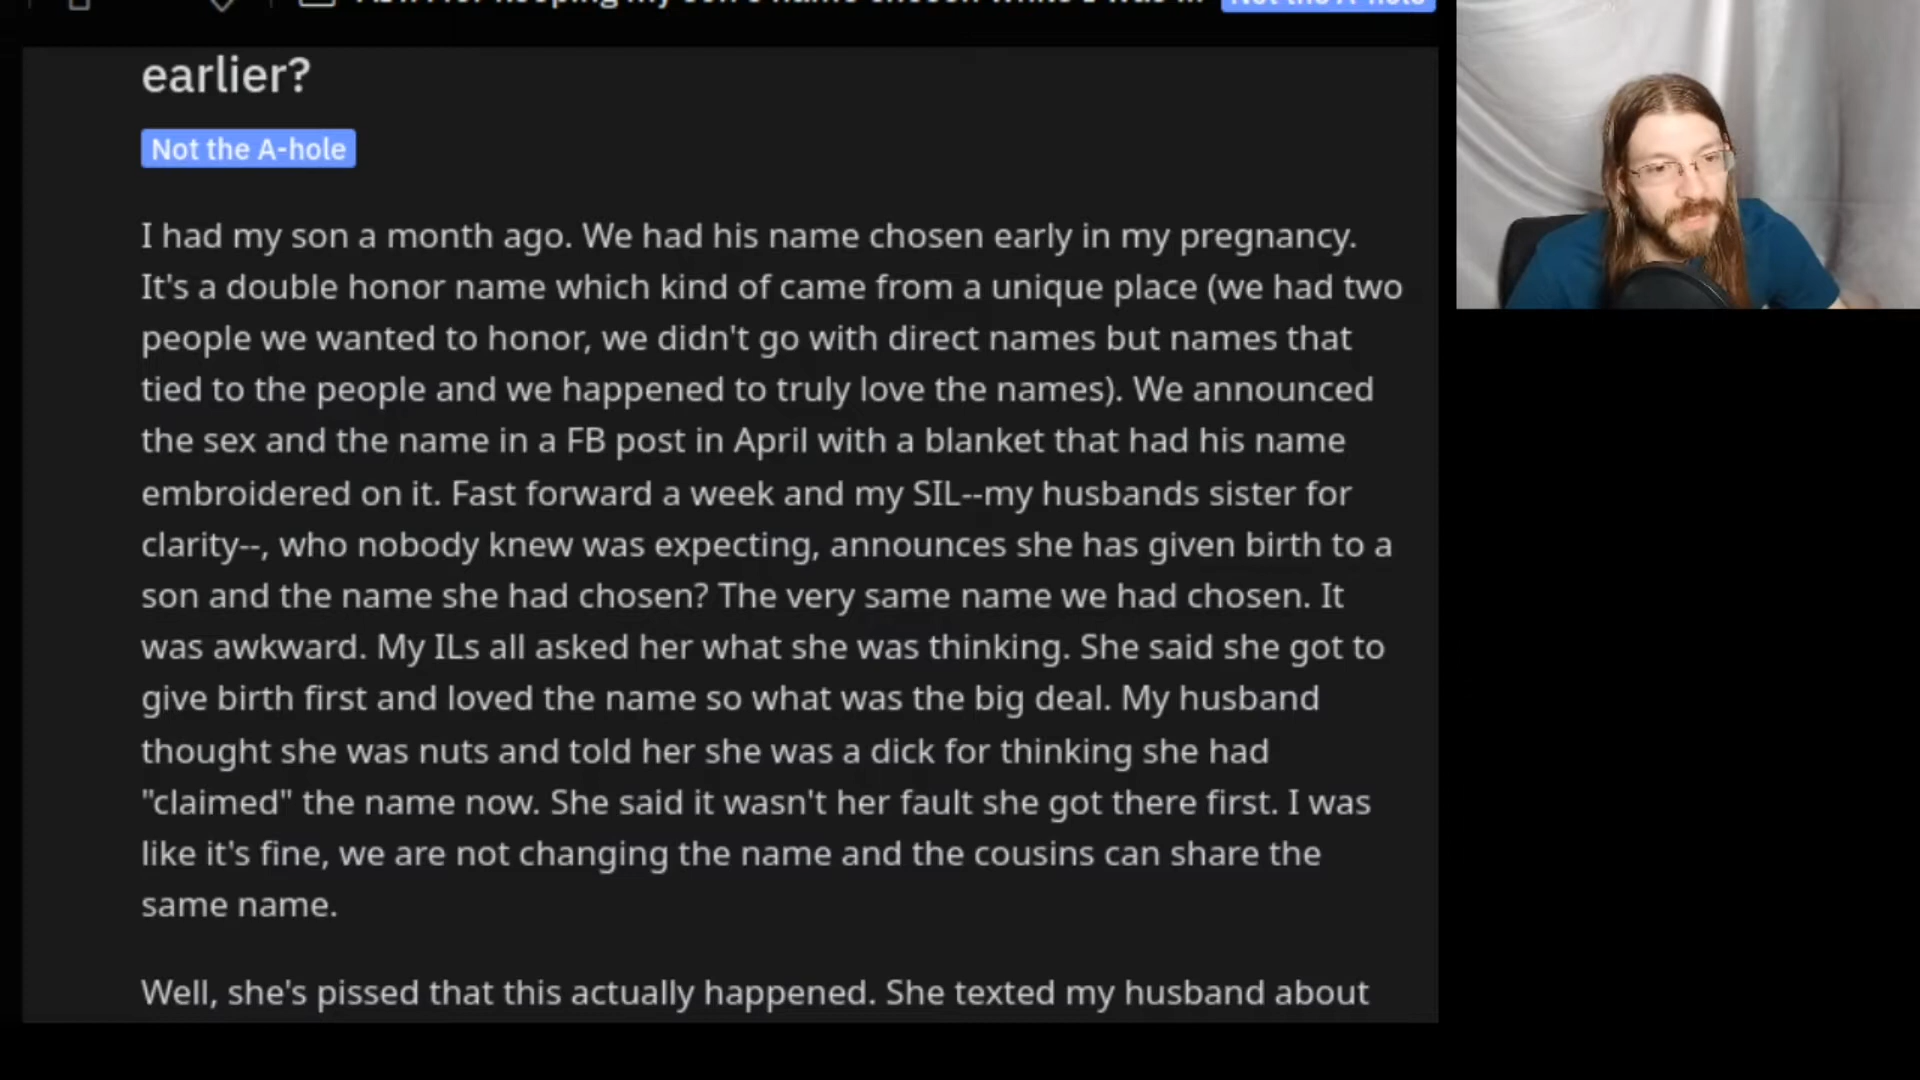 earlier?
Not the A-hole
I had my son a month ago. We had his name chosen early in my pregnancy.
It's a double honor name which kind of came from a unique place (we had two
people we wanted to honor, we didn't go with direct names but names that
tied to the people and we happened to truly love the names). We announced
the sex and the name in a FB post in April with a blanket that had his name
embroidered on it. Fast forward a week and my SIL--my husbands sister for
clarity--, who nobody knew was expecting, announces she has given birth to a
son and the name she had chosen? The very same name we had chosen. It
was awkward. My ILs all asked her what she was thinking. She said she got to
give birth first and loved the name so what was the big deal. My husband
thought she was nuts and told her she was a dick for thinking she had
"claimed" the name now. She said it wasn't her fault she got there first. I was
like it's fine, we are not changing the name and the cousins can share the
same name.
Well, she's pissed that this actually happened. She texted my husband about